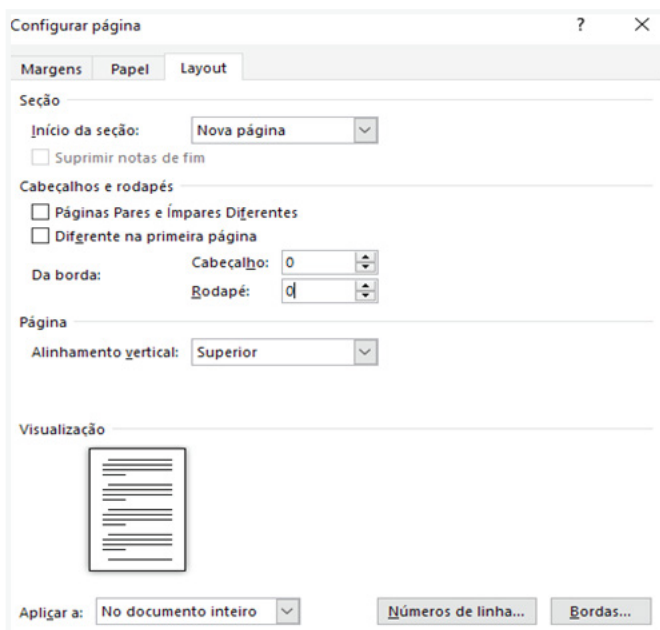 Configurar página ? ×
Margens Papel Layout
Seção
Início da seção: Nova página
Suprimir notas de fim
Cabeçalhos e rodapés
Páginas Pares e Ímpares Diferentes
Diferente na primeira página
Da borda:
Cabeçalho: 0
Rodapé: 0
Página
Alinhamento vertical: Superior
Visualização
Aplicar a: No documento inteiro Números de linha... Bordas...